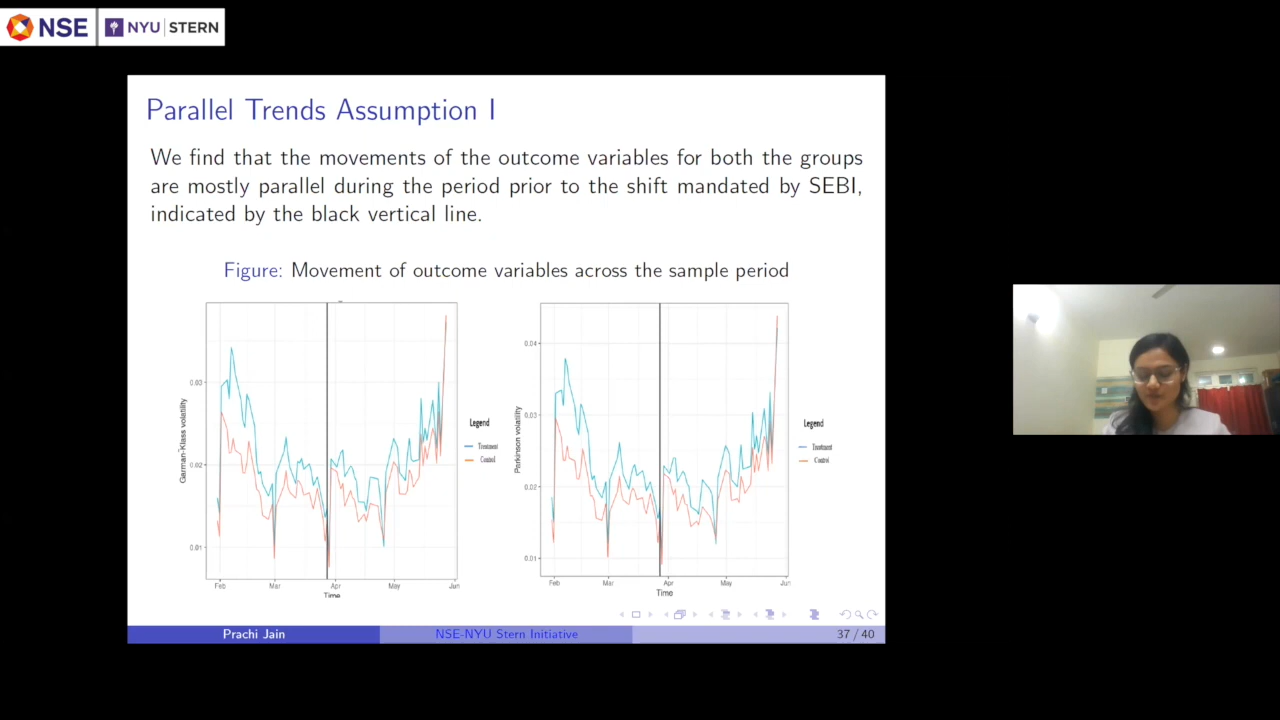 NSE NYU STERN
Parallel Trends Assumption I
We find that the movements of the outcome variables for both the groups
are mostly parallel during the period prior to the shift mandated by SEBI,
indicated by the black vertical line.
Figure: Movement of outcome variables across the sample period
Garman-Klass volatility
0.03
0.02
0.01
Feb Mar Apr May Jun
Time
Legend
Treatment
Control
Parkinson volatility
0.04
0.03
0.02
0.01
Feb Mar Apr May Jun
Time
Legend
Treatment
Control
Prachi Jain NSE-NYU Stern Initiative 37 / 40